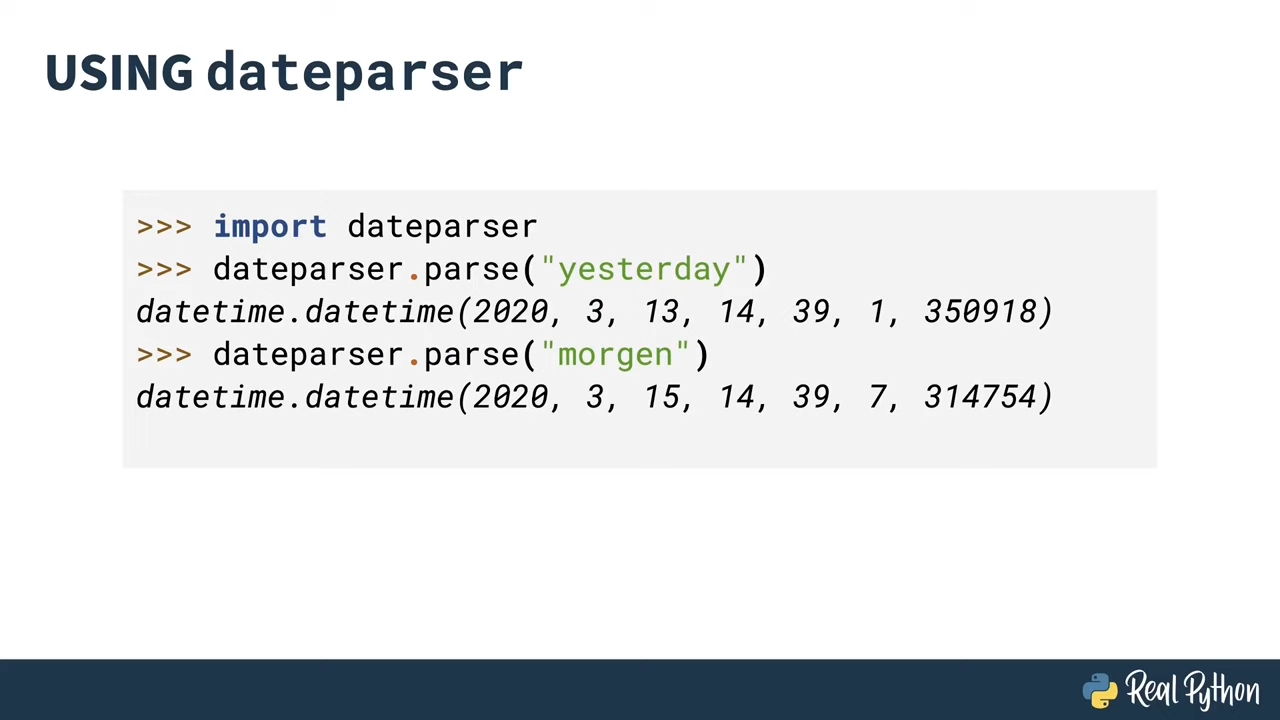 USING dateparser
>>> import dateparser
>>> dateparser.parse("yesterday")
datetime.datetime(2020, 3, 13, 14, 39, 1, 350918)
>>> dateparser.parse("morgen")
datetime.datetime(2020, 3, 15, 14, 39, 7, 314754)
Real Python